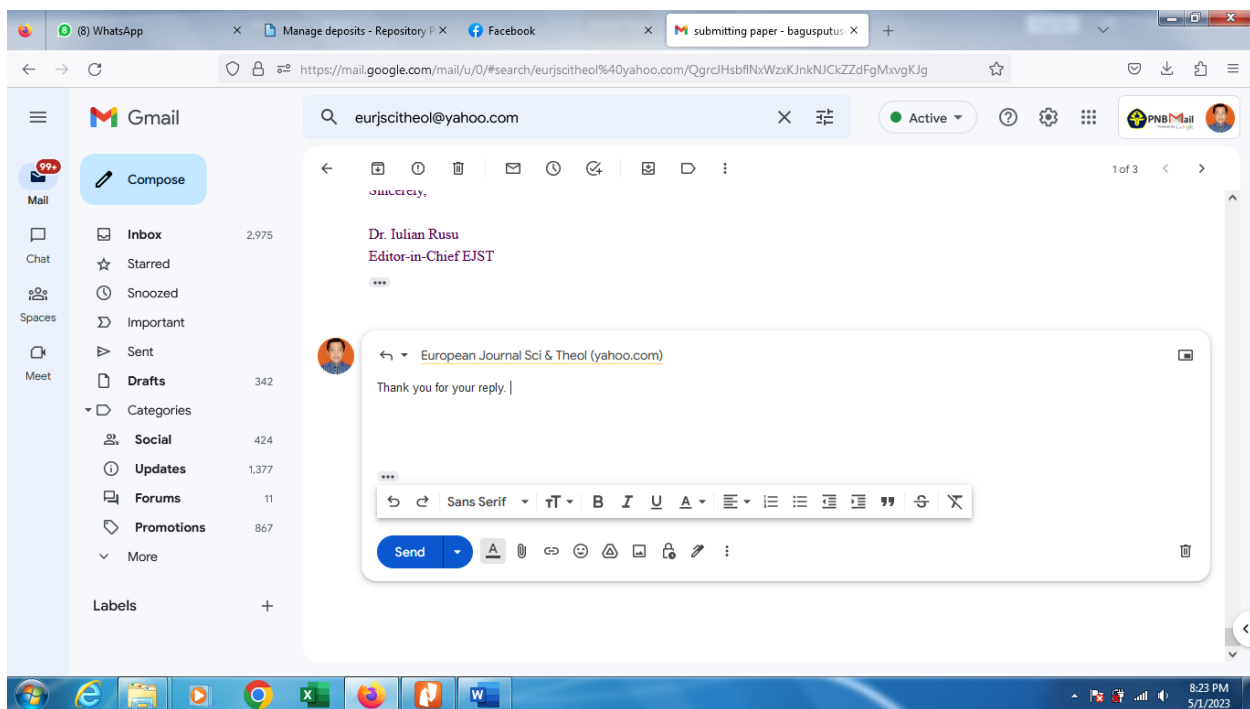 (8) WhatsApp
Manage deposits - Repository P
Facebook
submitting paper - bagusputus
https://mail.google.com/mail/u/0/#search/eurjscitheol%40yahoo.com/QgrcJHsbflNxWzxKJnkNJCkZZdFgMxvgKJg
Gmail
eurjscitheol@yahoo.com
Active
PNBMail
99+
Mail
Compose
1 of 3
Sincerely,
Chat
Inbox 2,975
Dr. Iulian Rusu
Starred
Editor-in-Chief EJST
Spaces
Snoozed
Important
Meet
Sent
European Journal Sci & Theol (yahoo.com)
Drafts 342
Thank you for your reply.
Categories
Social 424
Updates 1,377
Forums 11
Sans Serif
Promotions 867
More
Send
Labels
8:23 PM
5/1/2023